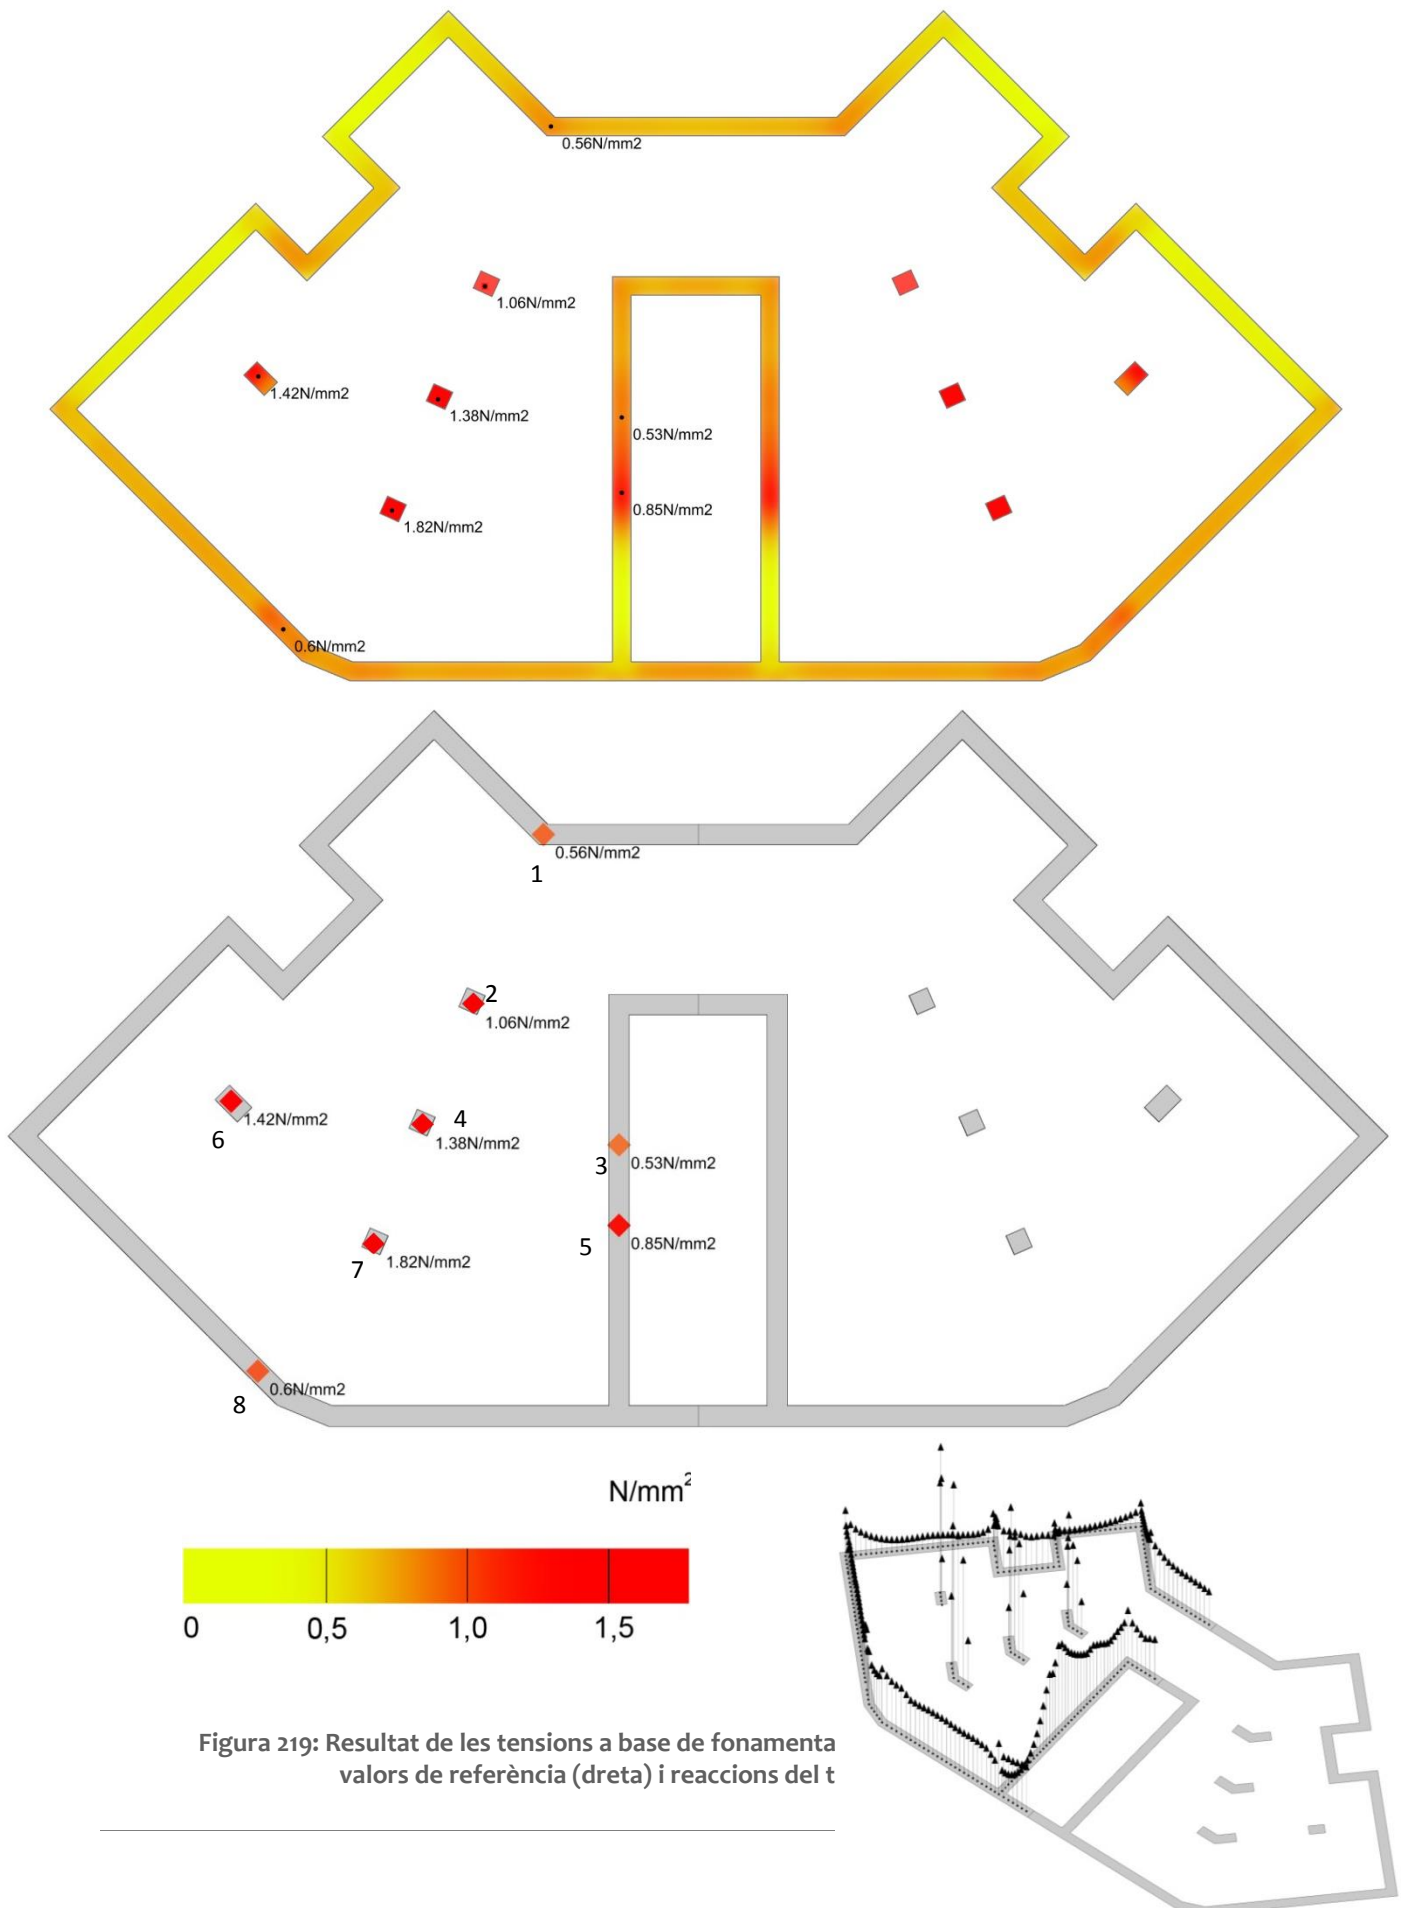 0.56N/mm2
1.06N/mm2
1.42N/mm2
1.38N/mm2
0.53N/mm2
0.85N/mm2
1.82N/mm2
0.6N/mm2
0.56N/mm2
1
2
1.06N/mm2
1.42N/mm2
6
4
1.38N/mm2
3
0.53N/mm2
5
0.85N/mm2
1.82N/mm2
7
0.6N/mm2
8
N/mm²
0
0,5
1,0
1,5
Figura 219: Resultat de les tensions a base de fonamenta
valors de referència (dreta) i reaccions del t